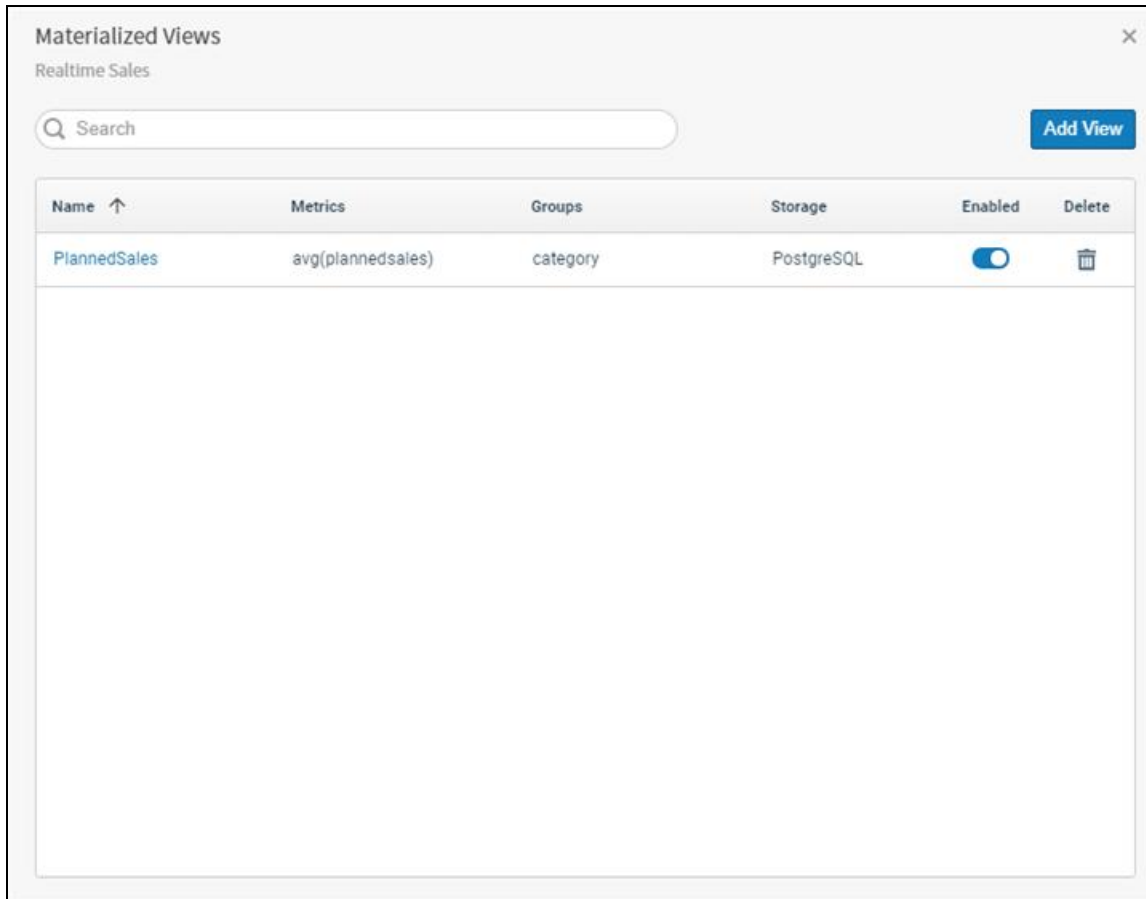 Materialized Views
Realtime Sales
Search
Add View
Name Metrics Groups Storage Enabled Delete
PlannedSales avg(plannedsales) category PostgreSQL